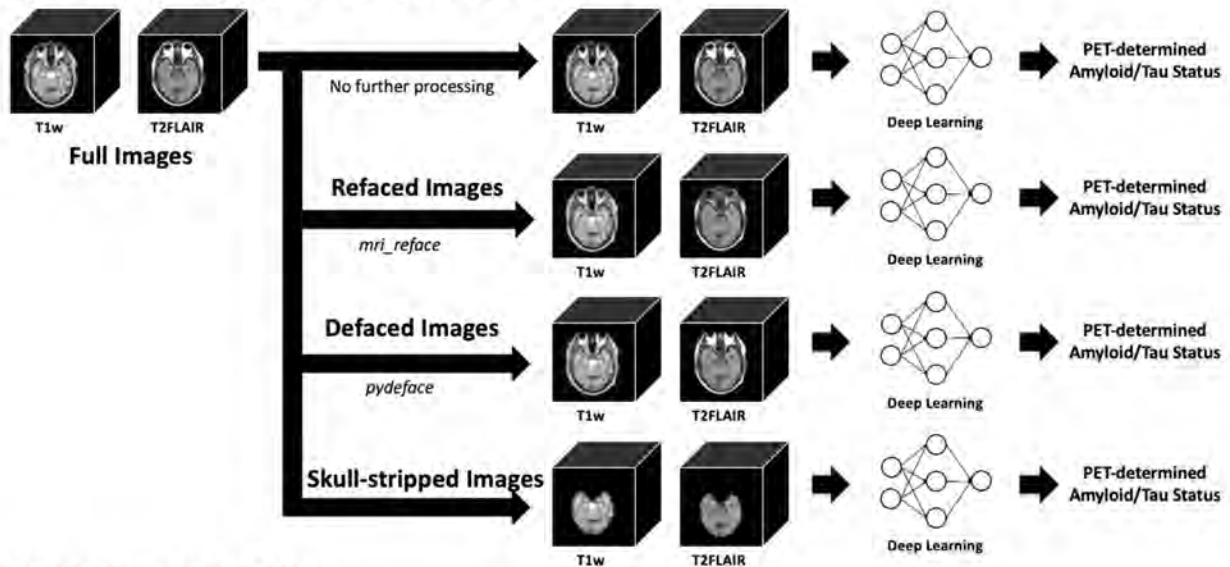 T1w
T2FLAIR
Full Images
No further processing
T1w
T2FLAIR
Deep Learning
PET-determined
Amyloid/Tau Status
Refaced Images
mri_reface
T1w
T2FLAIR
Deep Learning
PET-determined
Amyloid/Tau Status
Defaced Images
pydeface
T1w
T2FLAIR
Deep Learning
PET-determined
Amyloid/Tau Status
Skull-stripped Images
T1w
T2FLAIR
Deep Learning
PET-determined
Amyloid/Tau Status